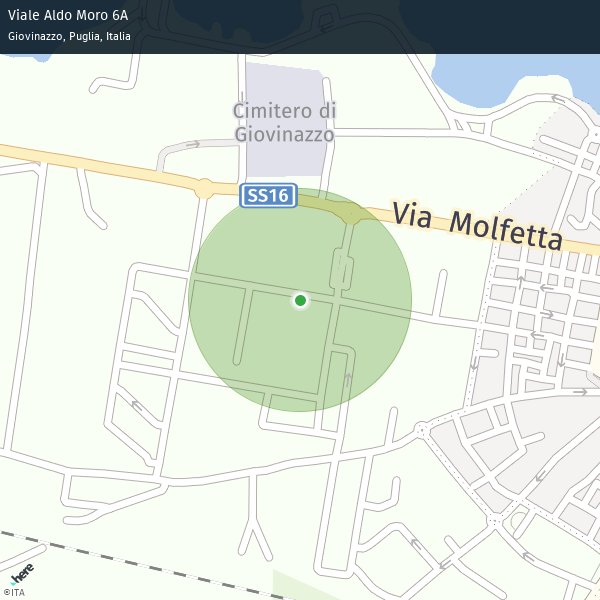 Viale Aldo Moro 6A
Giovinazzo, Puglia, Italia
Cimitero di
Giovinazzo
SS16
Via Molfetta
here
©ITA